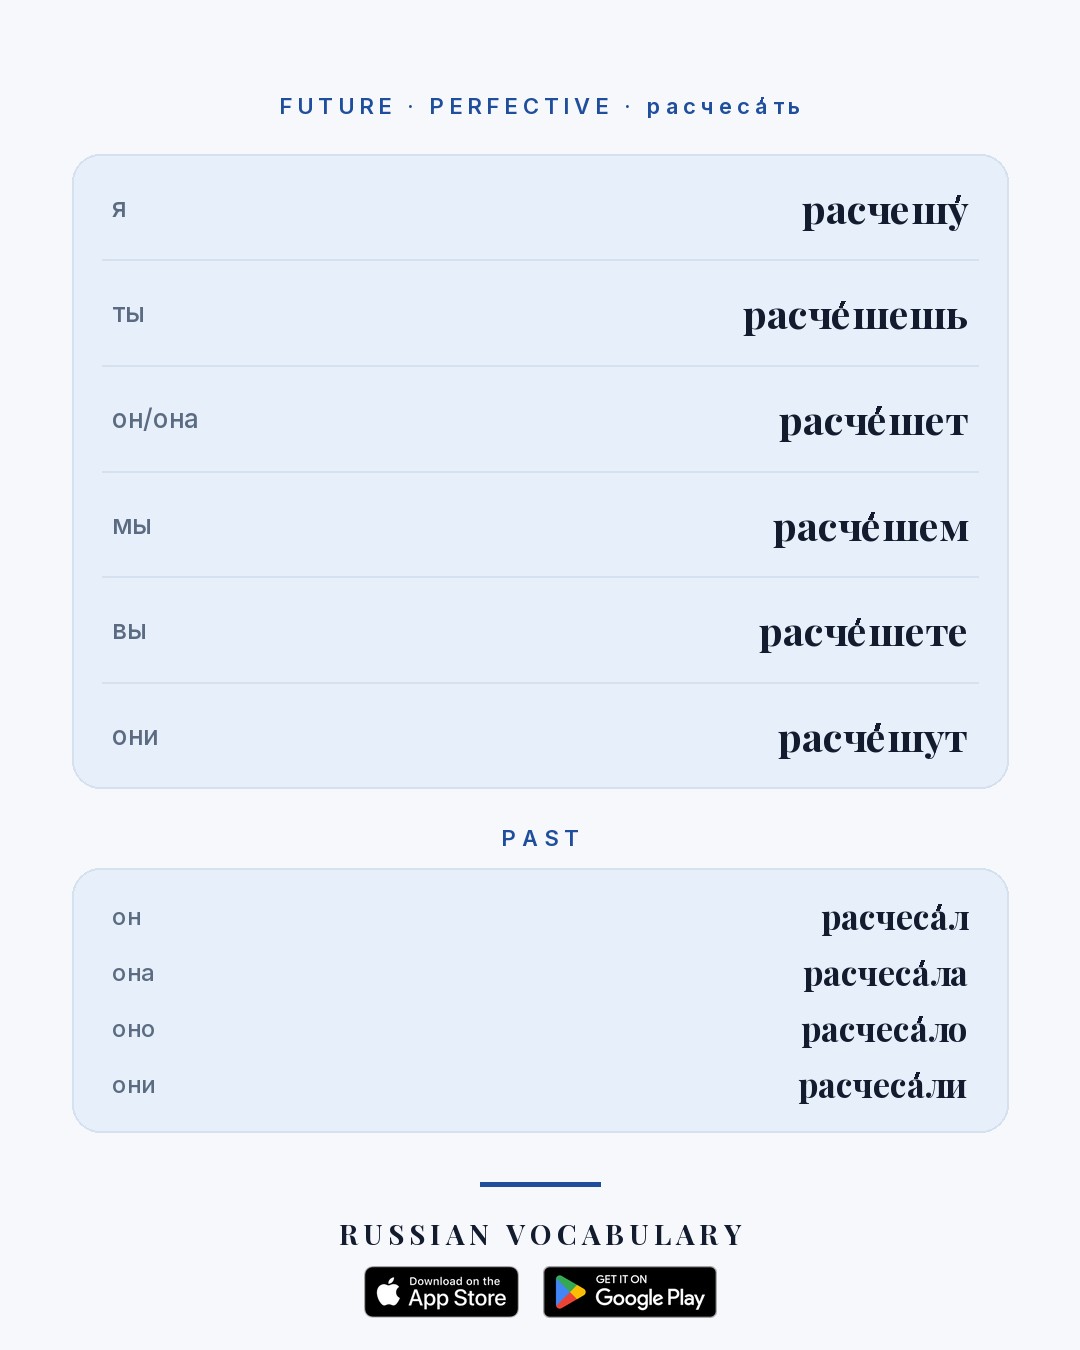 FUTURE · PERFECTIVE · расчеса́ть
я расчешу́
ты расче́шешь
он/она расче́шет
мы расче́шем
вы расче́шете
они расче́шут
PAST
он расчеса́л
она расчеса́ла
оно расчеса́ло
они расчеса́ли
RUSSIAN VOCABULARY
Download on the App Store
GET IT ON Google Play